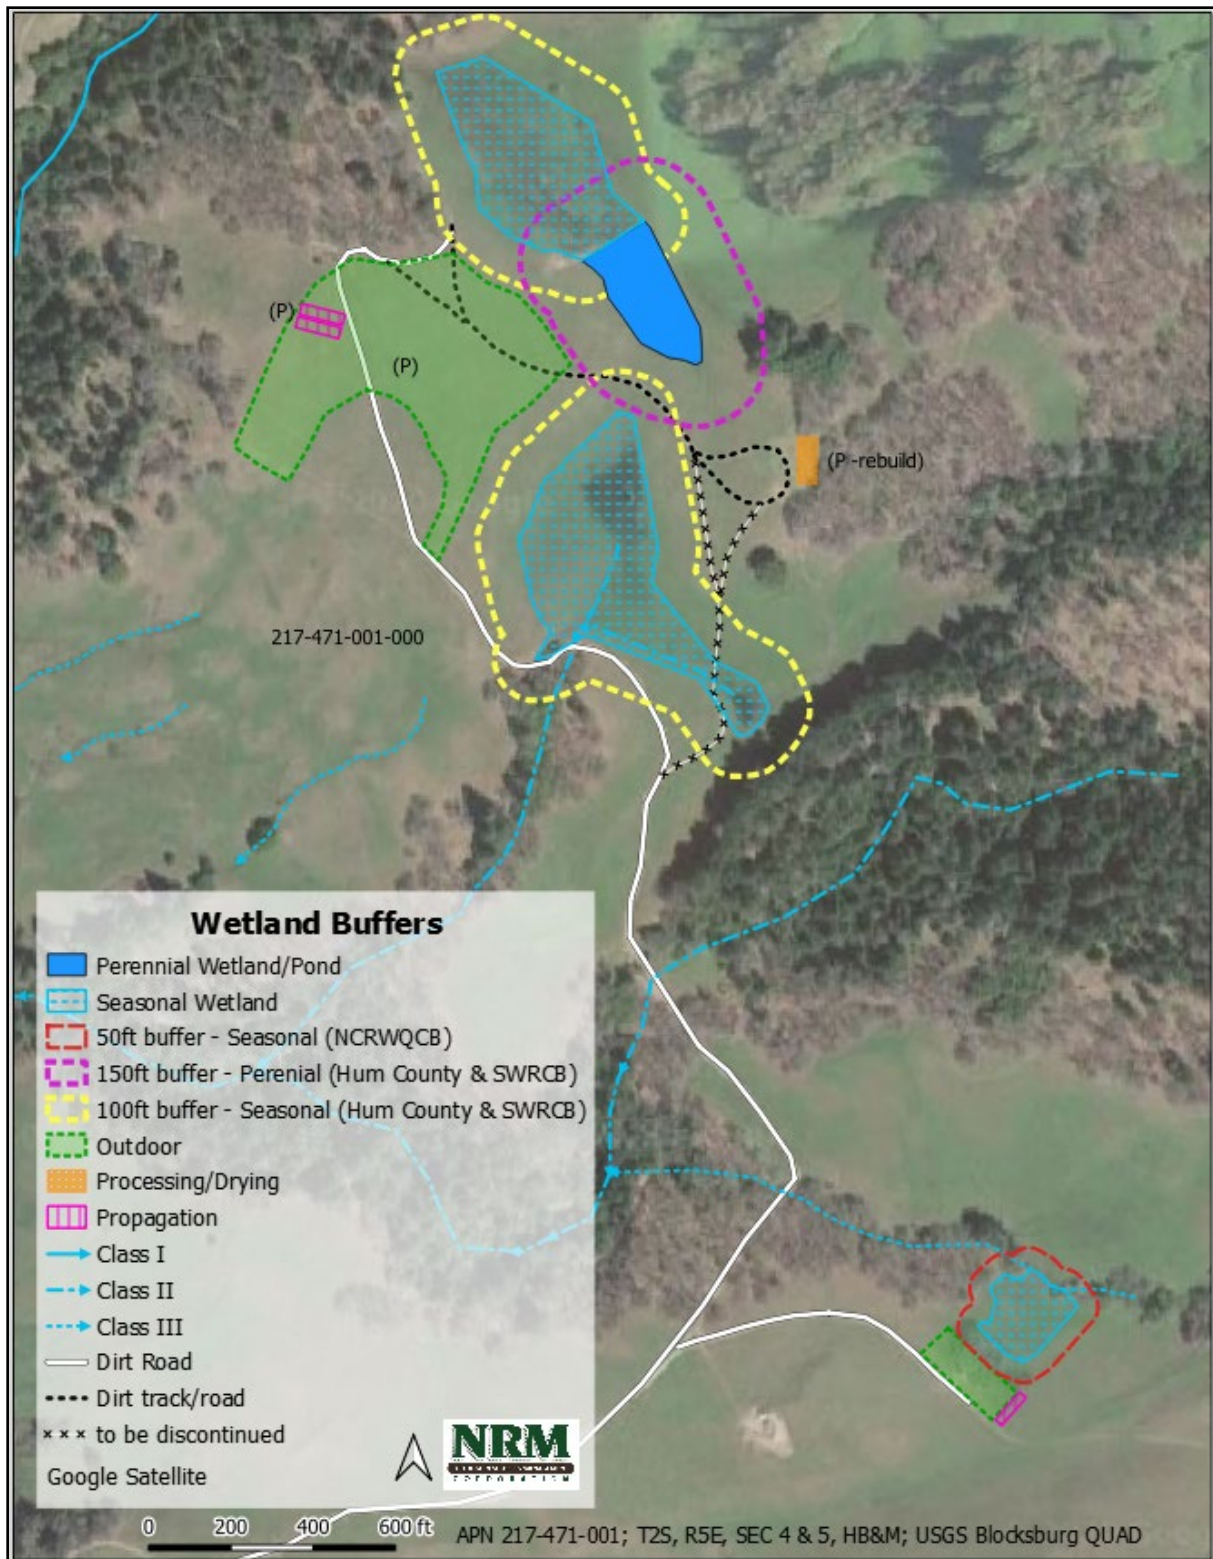 (P)
(P)
(P -rebuild)
217-471-001-000
Wetland Buffers
Perennial Wetland/Pond
Seasonal Wetland
50ft buffer - Seasonal (NCRWQCB)
150ft buffer - Perenial (Hum County & SWRCB)
100ft buffer - Seasonal (Hum County & SWRCB)
Outdoor
Processing/Drying
Propagation
Class I
Class II
Class III
Dirt Road
Dirt track/road
to be discontinued
Google Satellite
NRM
CORPORATION
0 200 400 600 ft
APN 217-471-001; T2S, R5E, SEC 4 & 5, HB&M; USGS Blocksburg QUAD